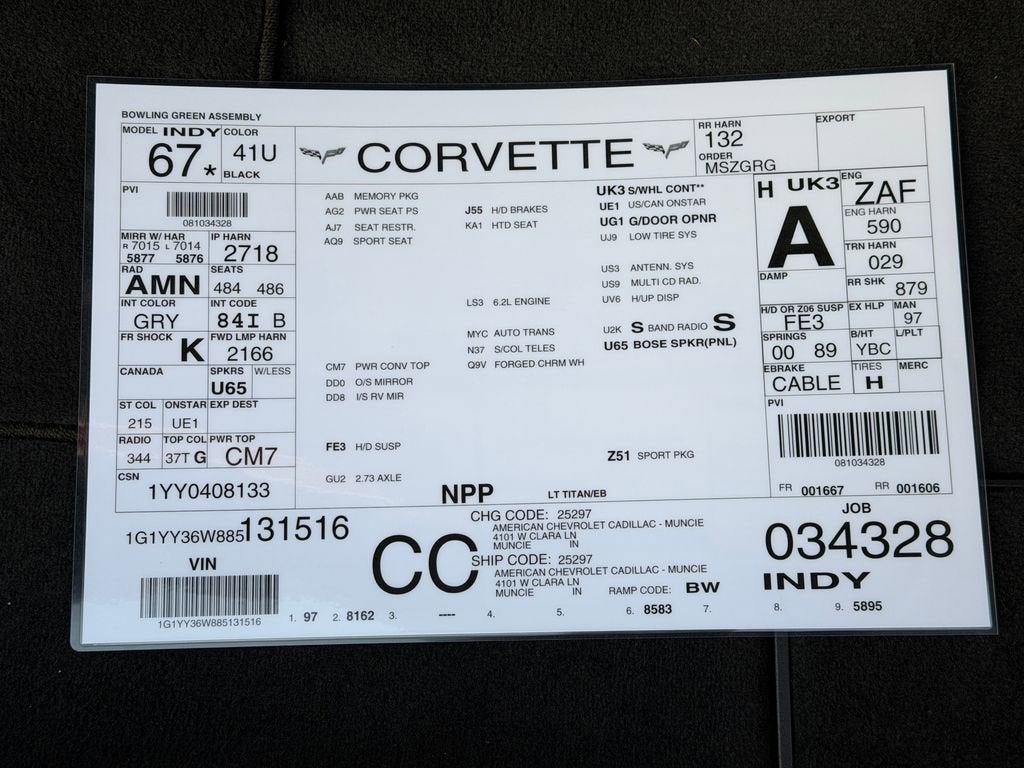 BOWLING GREEN ASSEMBLY
MODEL INDY
67*
COLOR
41U
BLACK
CORVETTE
RR HARN
132
ORDER
MSZGRG
EXPORT
PVI
081034328
MIRR W/ HAR
R 7015 L 7014
5877 5876
IP HARN
2718
RAD
AMN
SEATS
484 486
INT COLOR
GRY
INT CODE
84I B
FR SHOCK
K
FWD LMP HARN
2166
CANADA
SPKRS
U65
W/LESS
ST COL
215
ONSTAR
UE1
EXP DEST
RADIO
344
TOP COL
37T G
PWR TOP
CM7
CSN
1YY0408133
AAB MEMORY PKG
AG2 PWR SEAT PS
AJ7 SEAT RESTR.
AQ9 SPORT SEAT
CM7 PWR CONV TOP
DD0 O/S MIRROR
DD8 I/S RV MIR
FE3 H/D SUSP
GU2 2.73 AXLE
J55 H/D BRAKES
KA1 HTD SEAT
LS3 6.2L ENGINE
MYC AUTO TRANS
N37 S/COL TELES
Q9V FORGED CHRM WH
NPP
UK3 S/WHL CONT**
UE1 US/CAN ONSTAR
UG1 G/DOOR OPNR
UJ9 LOW TIRE SYS
US3 ANTENN. SYS
US9 MULTI CD RAD.
UV6 H/UP DISP
U2K S BAND RADIO S
U65 BOSE SPKR(PNL)
Z51 SPORT PKG
LT TITAN/EB
H UK3
A
DAMP
ENG
ZAF
ENG HARN
590
TRN HARN
029
RR SHK
879
H/D OR Z06 SUSP
FE3
EX HLP
MAN
97
SPRINGS
00 89
B/HT
YBC
L/PLT
EBRAKE
CABLE
TIRES
H
MERC
PVI
081034328
FR 001667 RR 001606
1G1YY36W885131516
VIN
1G1YY36W885131516
CC
CHG CODE: 25297
AMERICAN CHEVROLET CADILLAC - MUNCIE
4101 W CLARA LN
MUNCIE IN
SHIP CODE: 25297
AMERICAN CHEVROLET CADILLAC - MUNCIE
4101 W CLARA LN
MUNCIE IN
RAMP CODE: BW
JOB
034328
INDY
1. 97 2. 8162 3. ---- 4. 5. 6. 8583 7. 8. 9. 5895